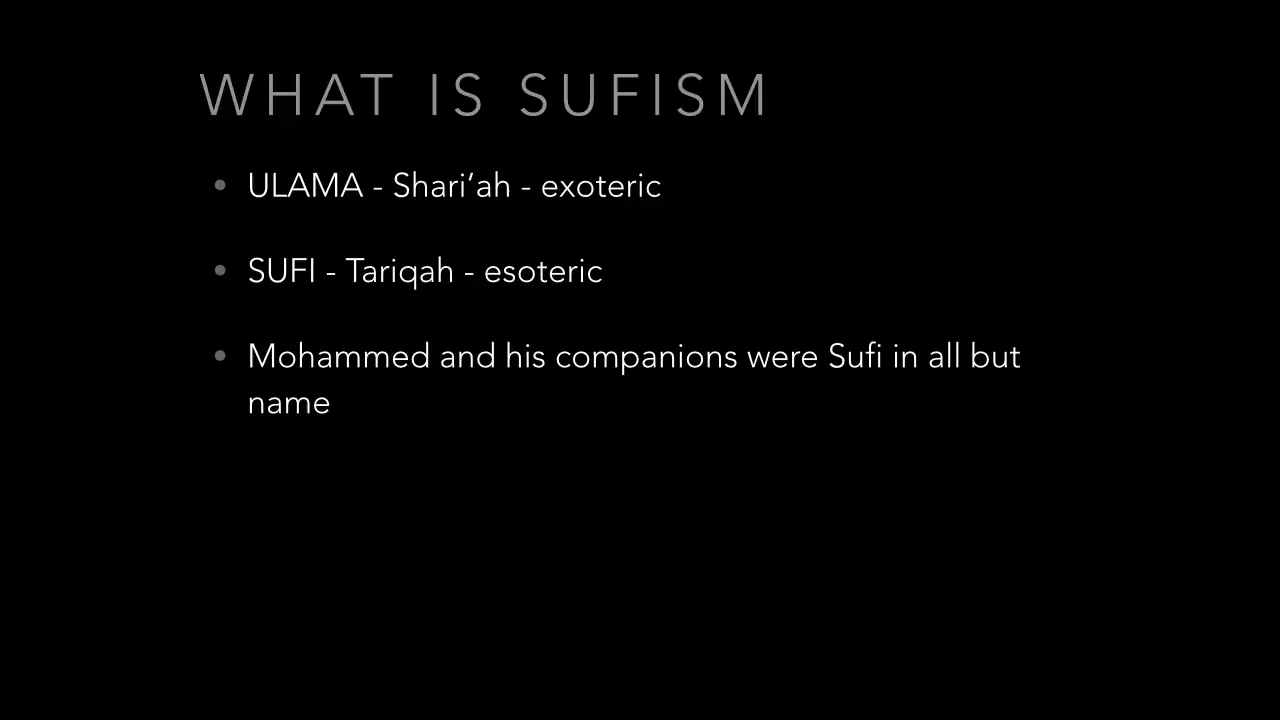 WHAT IS SUFISM
• ULAMA - Shari’ah - exoteric
• SUFI - Tariqah - esoteric
• Mohammed and his companions were Sufi in all but
name